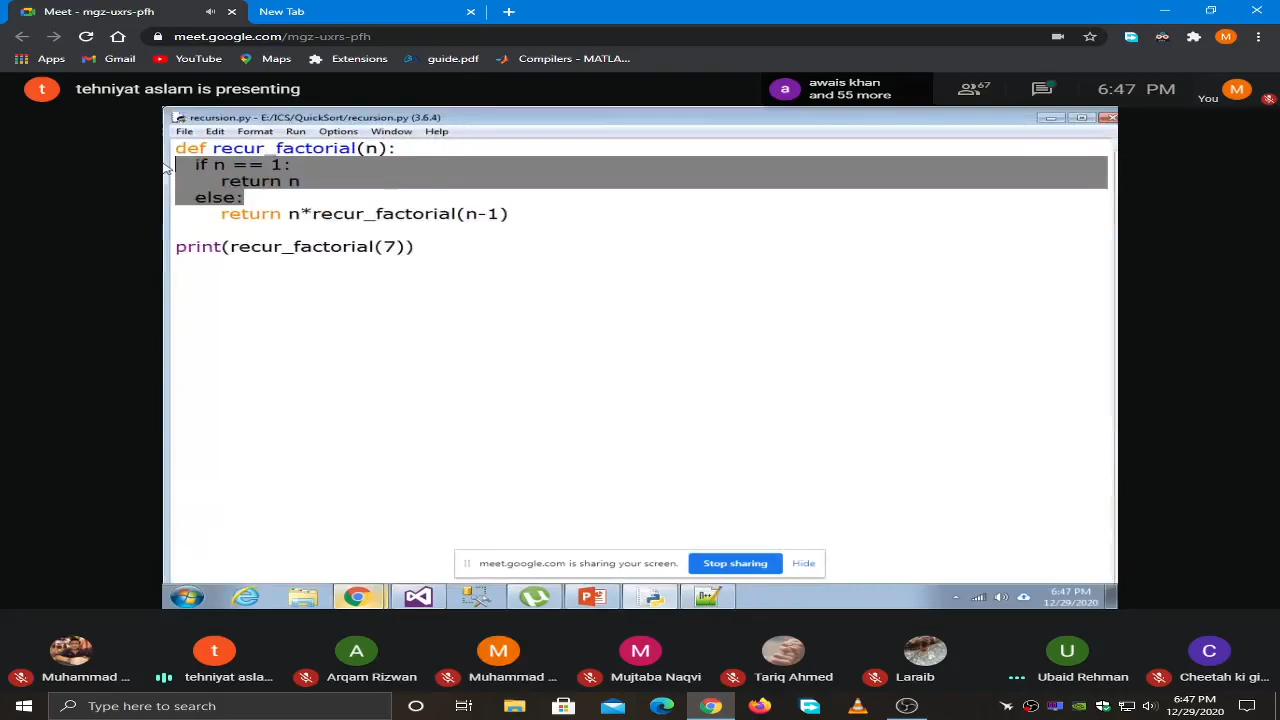 Meet - mgz-uxrs-pfh
New Tab
meet.google.com/mgz-uxrs-pfh
M
Apps
Gmail
YouTube
Maps
Extensions
guide.pdf
Compilers - MATLA...
t
tehniyat aslam is presenting
a
awais khan
and 55 more
67
6:47 PM
You
M
recursion.py - E:/ICS/QuickSort/recursion.py (3.6.4)
File Edit Format Run Options Window Help
def recur_factorial(n):
if n == 1:
return n
else:
return n*recur_factorial(n-1)
print(recur_factorial(7))
meet.google.com is sharing your screen.
Stop sharing
Hide
6:47 PM
12/29/2020
t
A
M
M
U
C
Muhammad ...
tehniyat asla...
Arqam Rizwan
Muhammad ...
Mujtaba Naqvi
Tariq Ahmed
Laraib
Ubaid Rehman
Cheetah ki gi...
Type here to search
6:47 PM
12/29/2020